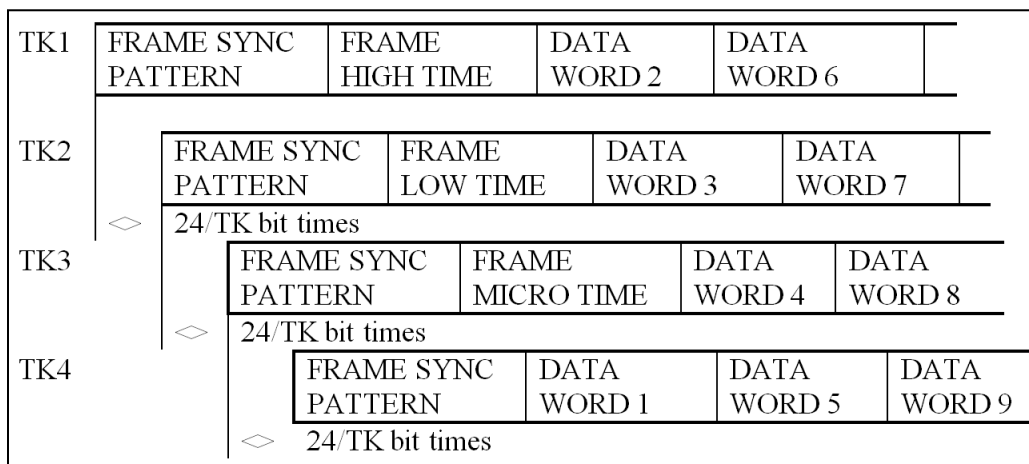 TK1 FRAME SYNC FRAME DATA DATA
PATTERN HIGH TIME WORD 2 WORD 6
TK2 FRAME SYNC FRAME DATA DATA
PATTERN LOW TIME WORD 3 WORD 7
24/TK bit times
TK3 FRAME SYNC FRAME DATA DATA
PATTERN MICRO TIME WORD 4 WORD 8
24/TK bit times
TK4 FRAME SYNC DATA DATA DATA
PATTERN WORD 1 WORD 5 WORD 9
24/TK bit times